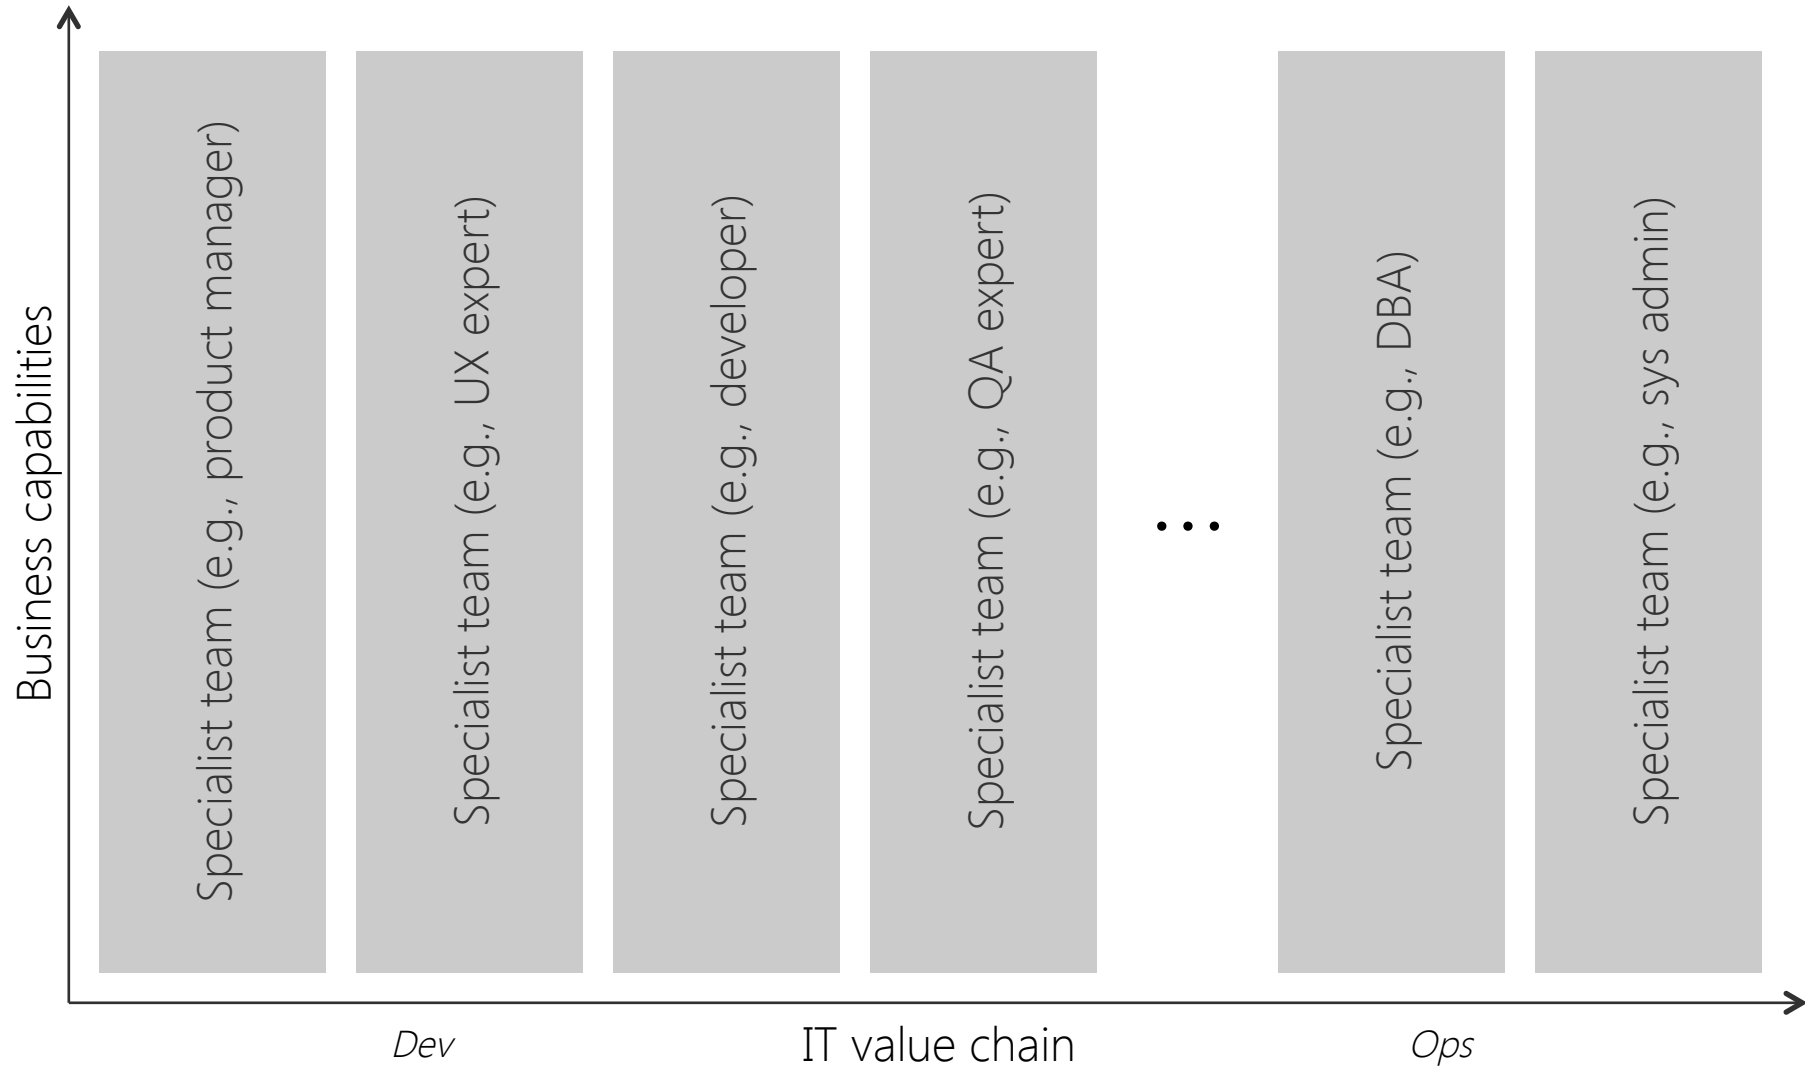 Business capabilities
Specialist team (e.g., product manager)
Specialist team (e.g., UX expert)
Specialist team (e.g., developer)
Specialist team (e.g., QA expert)
...
Specialist team (e.g., DBA)
Specialist team (e.g., sys admin)
Dev
IT value chain
Ops